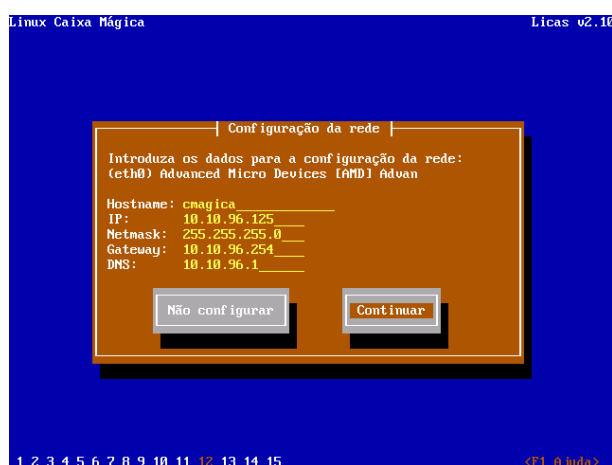 Linux Caixa Mágica Licas v2.10
Configuração da rede
Introduza os dados para a configuração da rede:
(eth0) Advanced Micro Devices [AMD] Advan
Hostname: cmagica
IP: 10.10.96.125
Netmask: 255.255.255.0
Gateway: 10.10.96.254
DNS: 10.10.96.1
Não configurar Continuar
1 2 3 4 5 6 7 8 9 10 11 12 13 14 15 <F1 Ajuda>